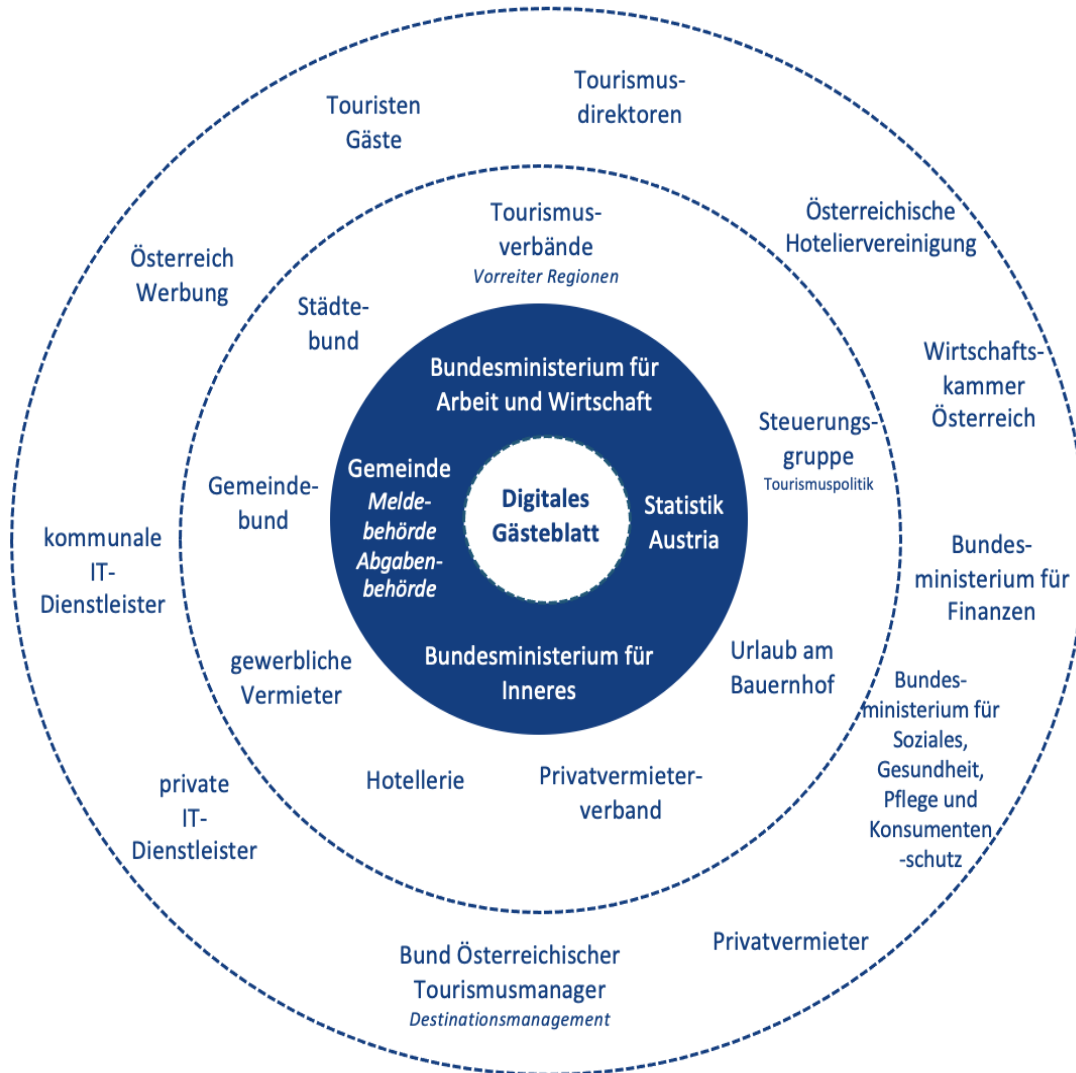 Tourismus-
direktoren
Touristen
Gäste
Österreichische
Hoteliervereinigung
Österreich
Werbung
Wirtschafts-
kammer
Österreich
kommunale
IT-
Dienstleister
Bundes-
ministerium für
Finanzen
Bundes-
ministerium für
Soziales,
Gesundheit,
Pflege und
Konsumenten
-schutz
private
IT-
Dienstleister
Privatvermieter
Bund Österreichischer
Tourismusmanager
Destinationsmanagement
Tourismus-
verbände
Vorreiter Regionen
Städte-
bund
Steuerungs-
gruppe
Tourismuspolitik
Gemeinde-
bund
gewerbliche
Vermieter
Urlaub am
Bauernhof
Hotellerie
Privatvermieter-
verband
Bundesministerium für
Arbeit und Wirtschaft
Gemeinde
Melde-
behörde
Abgaben-
behörde
Statistik
Austria
Bundesministerium für
Inneres
Digitales
Gästeblatt